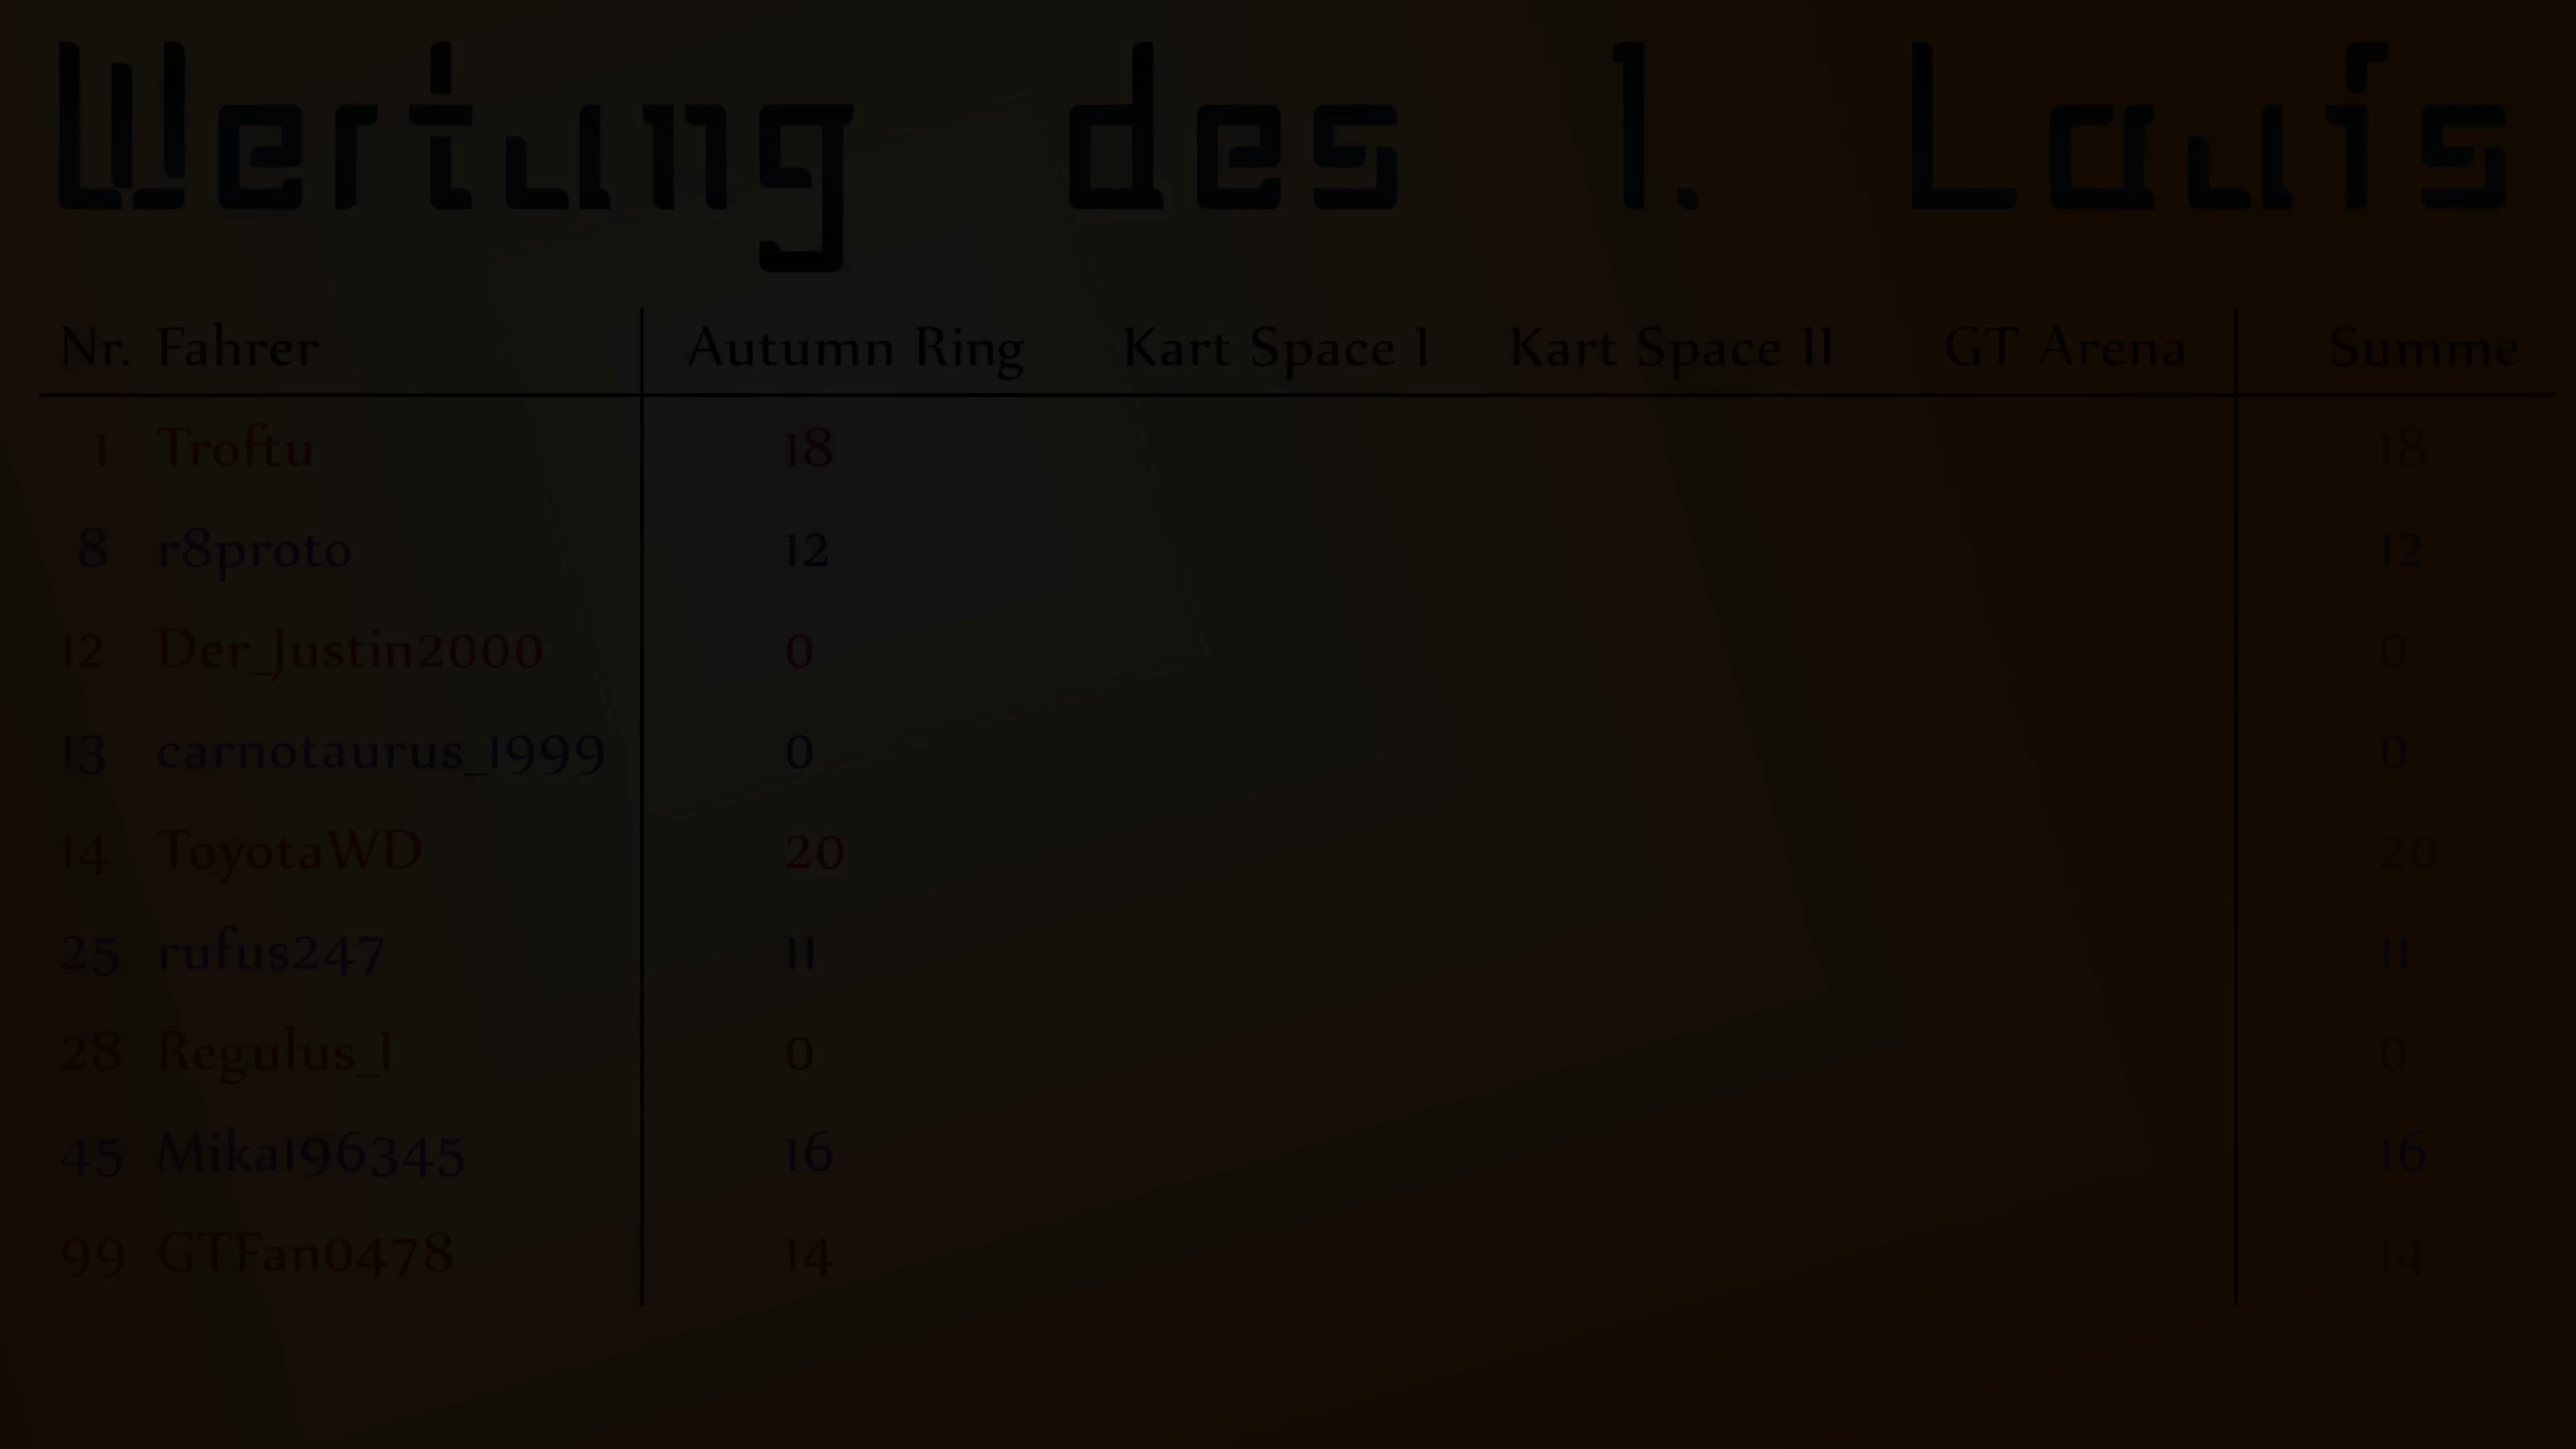 Wertung des 1. Laufs
Nr. Fahrer Autumn Ring Kart Space I Kart Space II GT Arena Summe
1 Troftu 18 18
8 r8proto 12 12
12 Der_Justin2000 0 0
13 carnotaurus_1999 0 0
14 ToyotaWD 20 20
25 rufus247 11 11
28 Regulus_1 0 0
45 Mika196345 16 16
99 GTFan0478 14 14